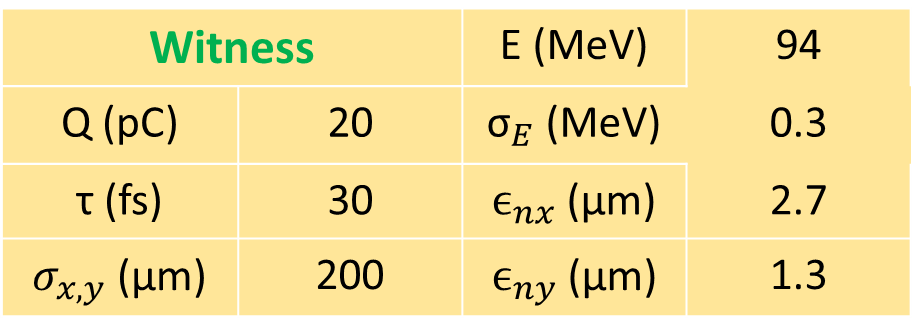 Witness E (MeV) 94
Q (pC) 20 σ_E (MeV) 0.3
τ (fs) 30 ϵ_nx (μm) 2.7
σ_x,y (μm) 200 ϵ_ny (μm) 1.3